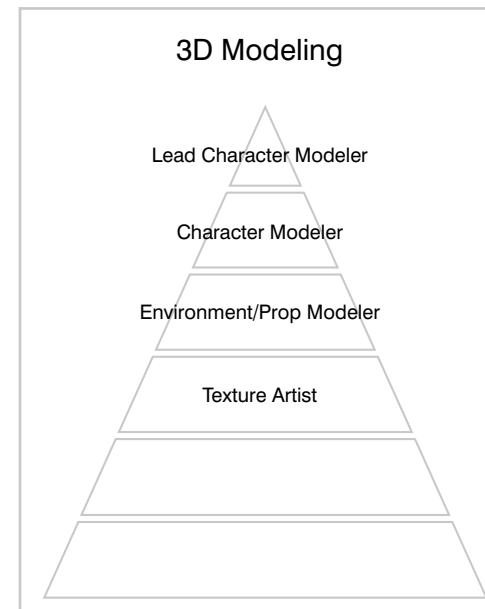 3D Modeling
Lead Character Modeler
Character Modeler
Environment/Prop Modeler
Texture Artist